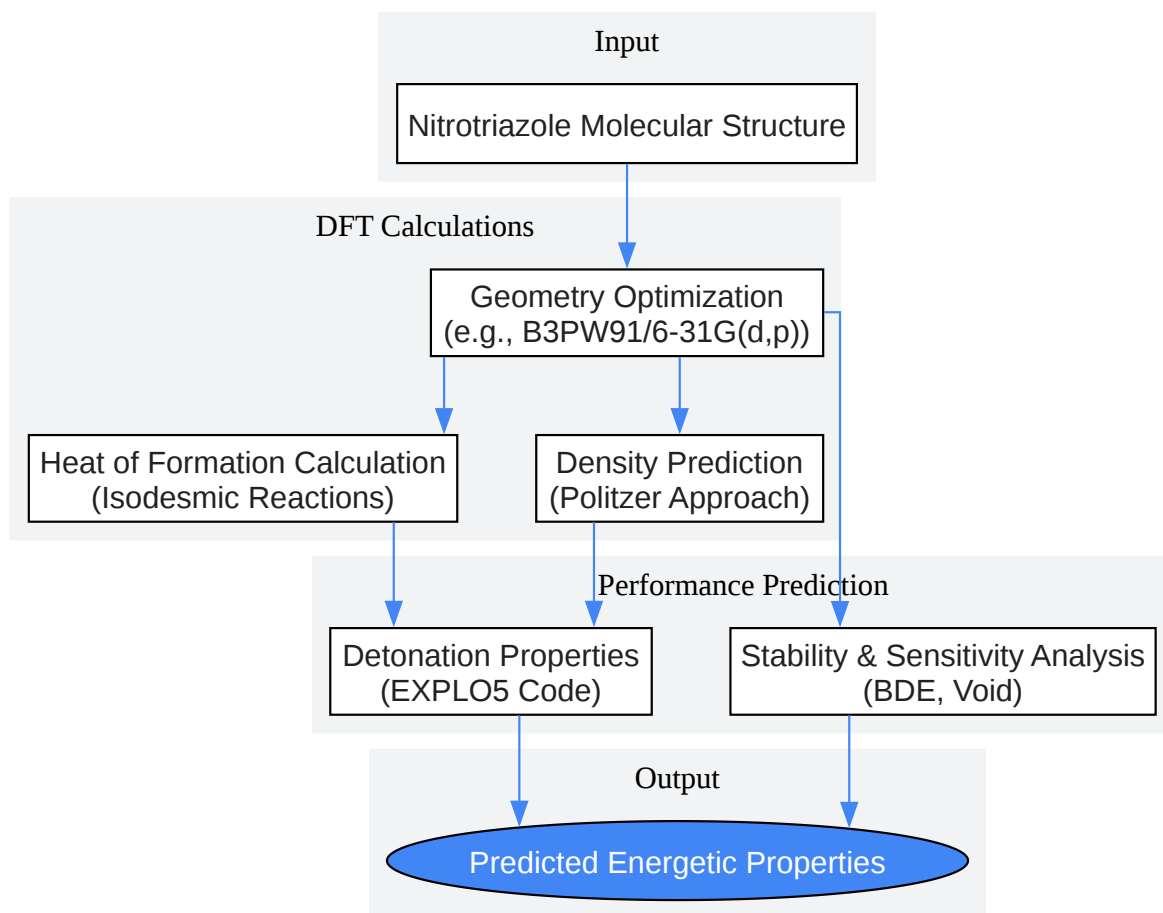 Input
Nitrotriazole Molecular Structure
DFT Calculations
Geometry Optimization
(e.g., B3PW91/6-31G(d,p))
Heat of Formation Calculation
(Isodesmic Reactions)
Density Prediction
(Politzer Approach)
Performance Prediction
Detonation Properties
(EXPLO5 Code)
Stability & Sensitivity Analysis
(BDE, Void)
Output
Predicted Energetic Properties